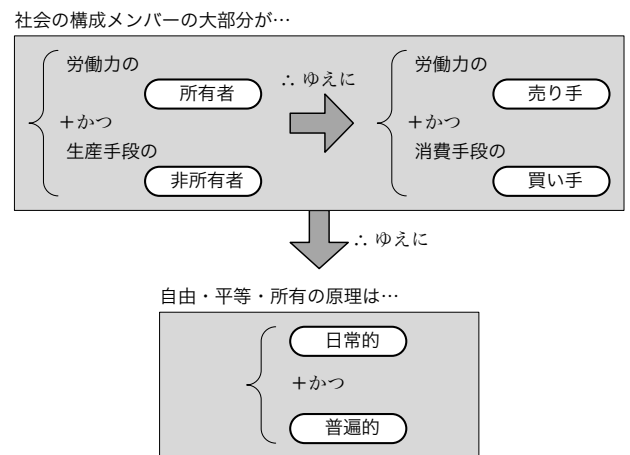 社会の構成メンバーの大部分が…
労働力の
所有者
＋かつ
生産手段の
非所有者
∴ ゆえに
労働力の
売り手
＋かつ
消費手段の
買い手
∴ ゆえに
自由・平等・所有の原理は…
日常的
＋かつ
普遍的